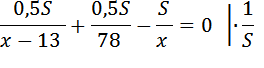 0,5S/(x − 13) + 0,5S/78 − S/x = 0 |· 1/S